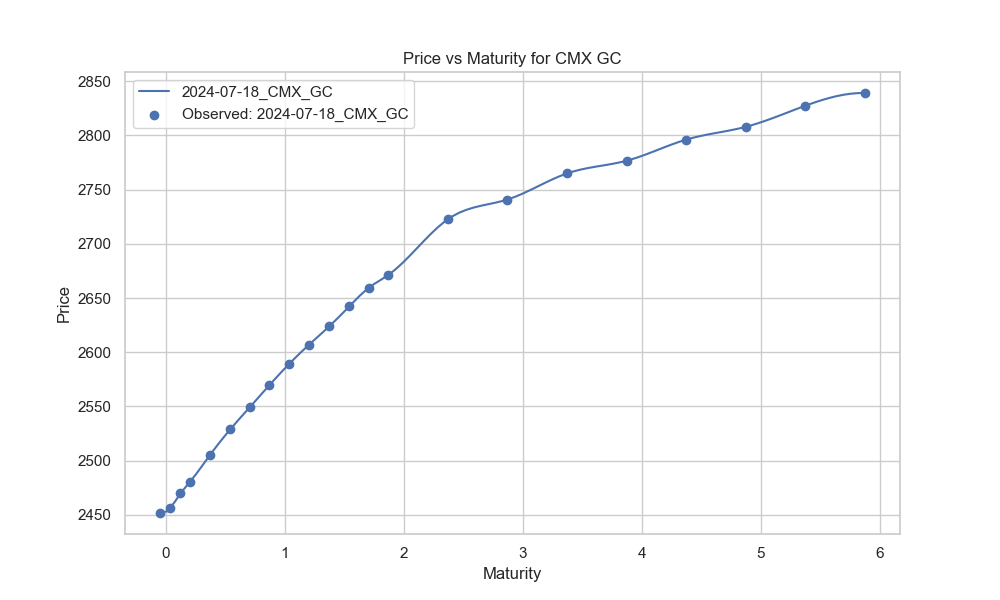 Price vs Maturity for CMX GC
2024-07-18_CMX_GC
Observed: 2024-07-18_CMX_GC
Price
2850
2800
2750
2700
2650
2600
2550
2500
2450
0 1 2 3 4 5 6
Maturity